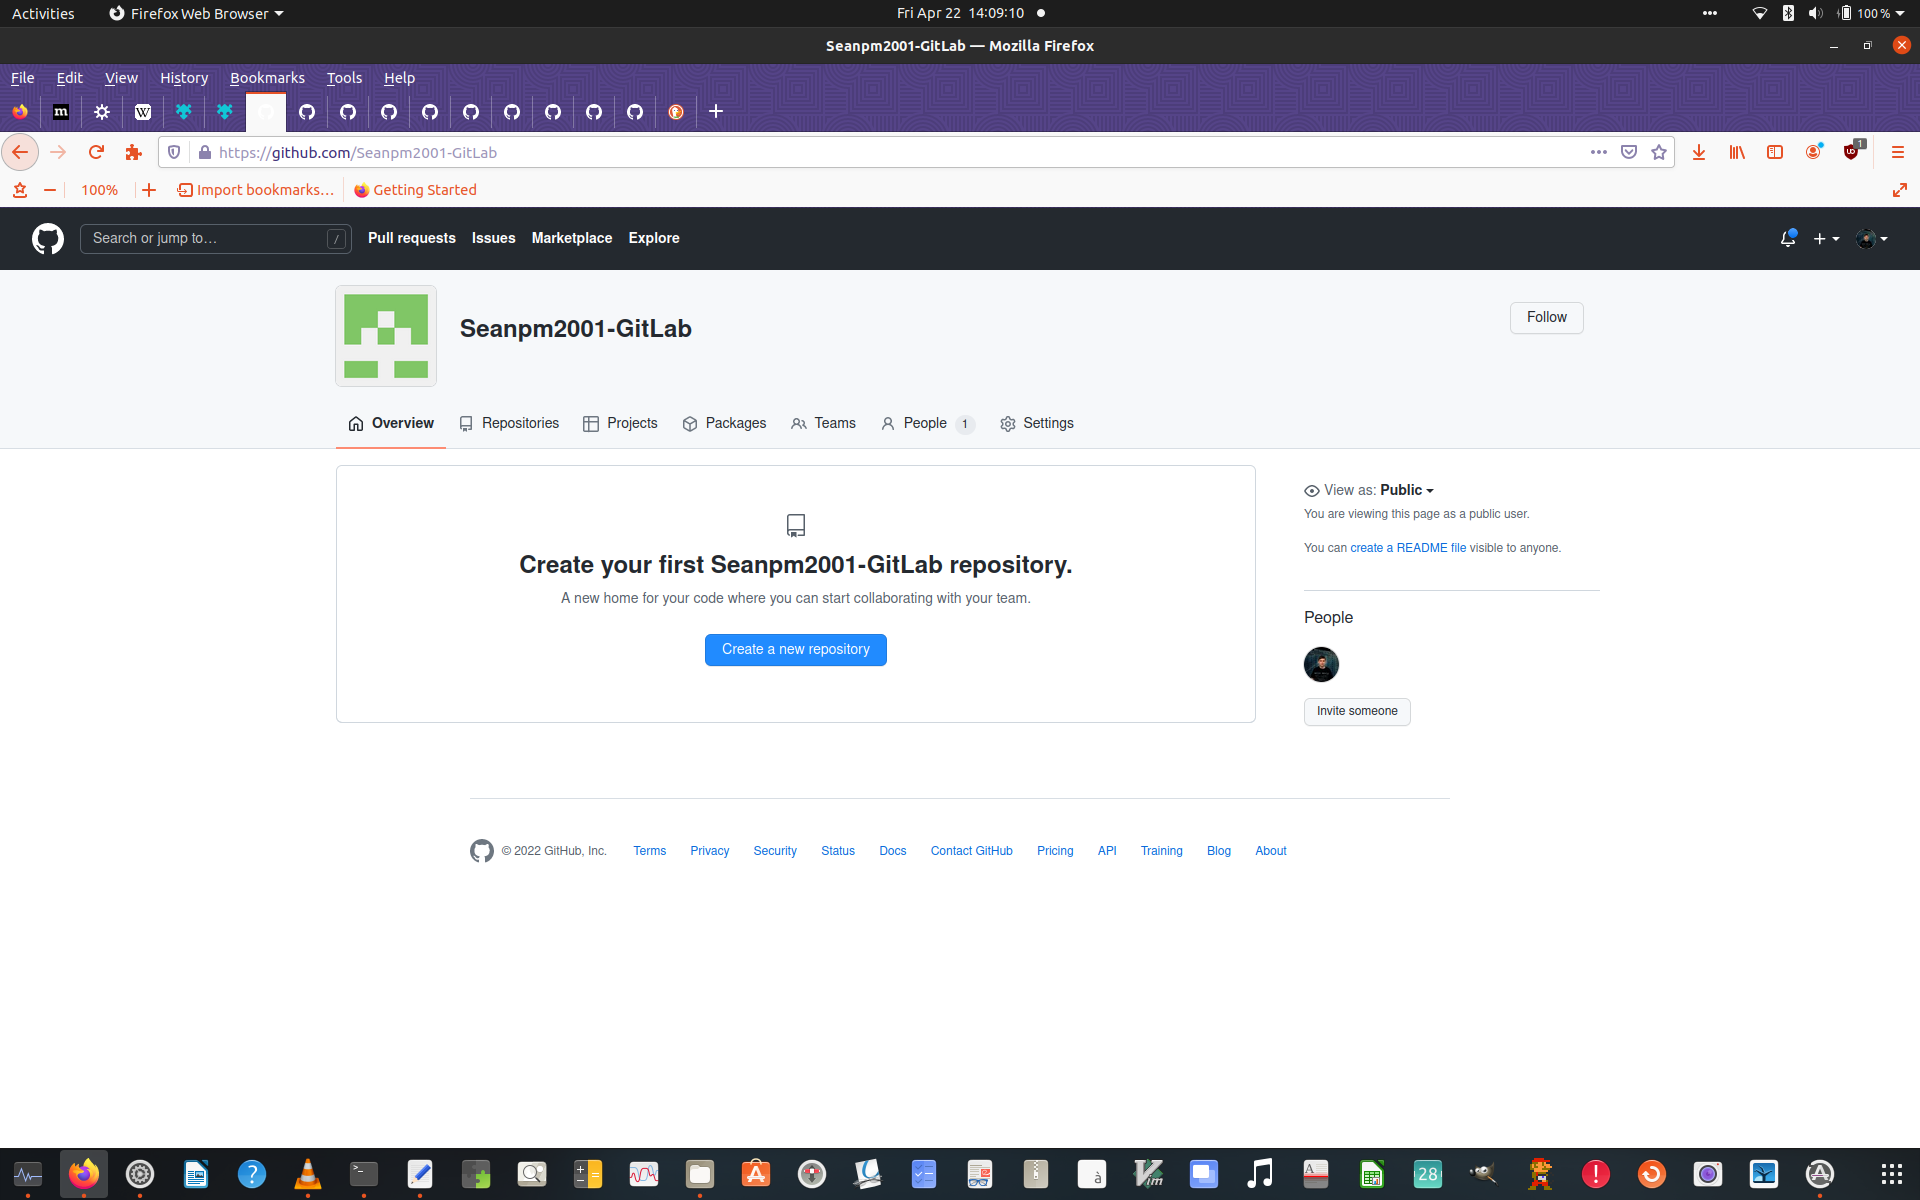 Activities
Firefox Web Browser
Fri Apr 22 14:09:10
100 %
Seanpm2001-GitLab — Mozilla Firefox
File Edit View History Bookmarks Tools Help
m
W
https://github.com/Seanpm2001-GitLab
1
100%
Import bookmarks...
Getting Started
Search or jump to...
/
Pull requests Issues Marketplace Explore
Seanpm2001-GitLab
Follow
Overview Repositories Projects Packages Teams People 1 Settings
Create your first Seanpm2001-GitLab repository.
A new home for your code where you can start collaborating with your team.
Create a new repository
View as: Public
You are viewing this page as a public user.
You can create a README file visible to anyone.
People
Invite someone
© 2022 GitHub, Inc. Terms Privacy Security Status Docs Contact GitHub Pricing API Training Blog About
?
>_
à
Vim
A
28
!
A